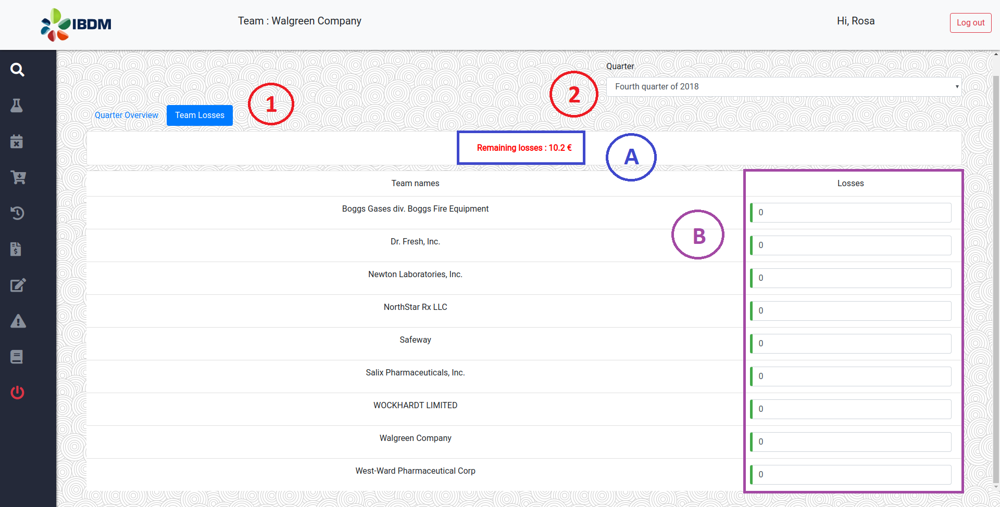 IBDM
Team : Walgreen Company
Hi, Rosa
Log out
Quarter
2
Fourth quarter of 2018
1
Quarter Overview
Team Losses
Remaining losses : 10.2 €
A
Team names
Losses
Boggs Gases div. Boggs Fire Equipment
0
B
Dr. Fresh, Inc.
0
Newton Laboratories, Inc.
0
NorthStar Rx LLC
0
Safeway
0
Salix Pharmaceuticals, Inc.
0
WOCKHARDT LIMITED
0
Walgreen Company
0
West-Ward Pharmaceutical Corp
0